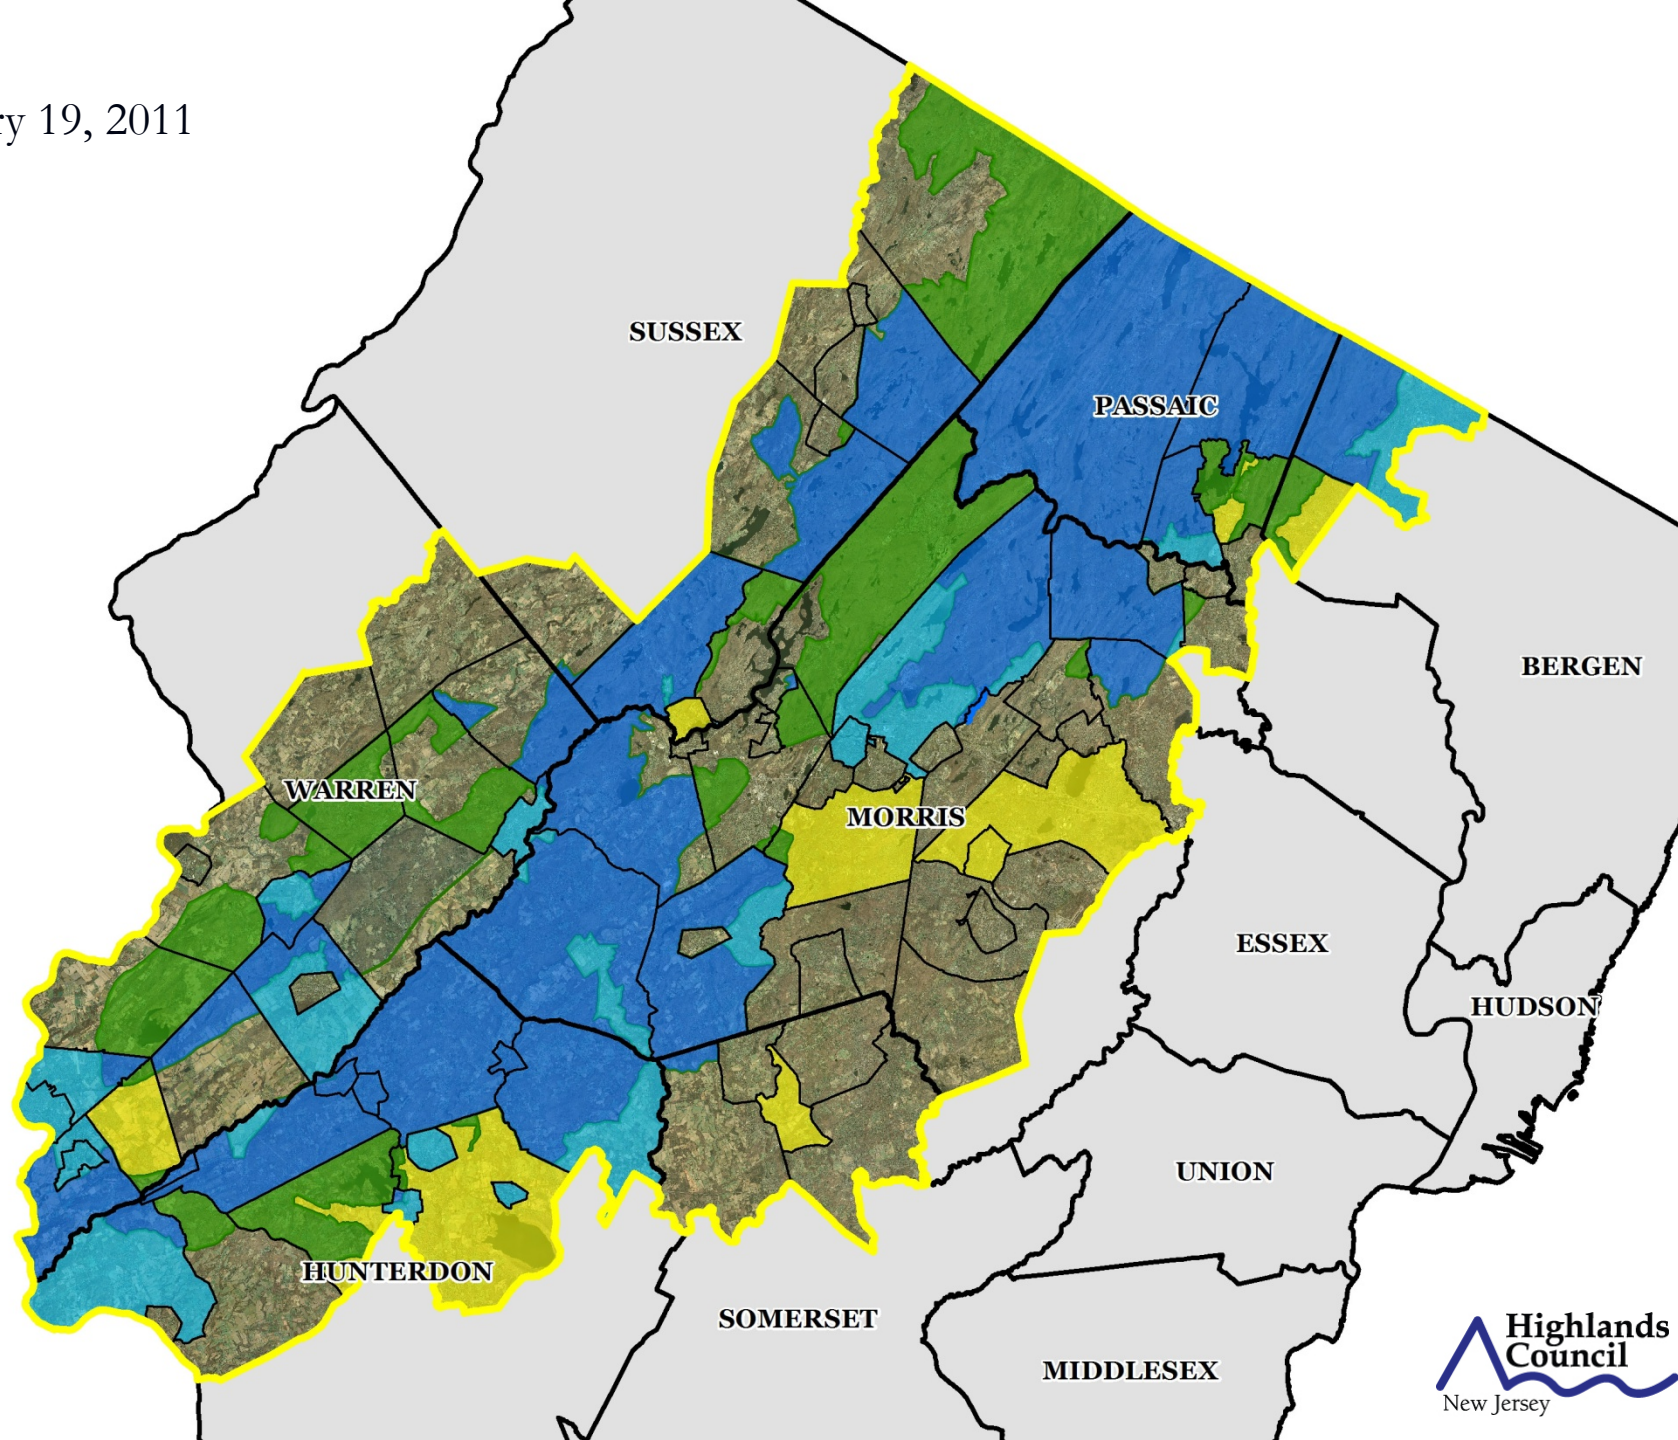 19, 2011
SUSSEX
PASSAIC
BERGEN
WARREN
MORRIS
ESSEX
HUDSON
UNION
HUNTERDON
SOMERSET
MIDDLESEX
Highlands
Council
New Jersey